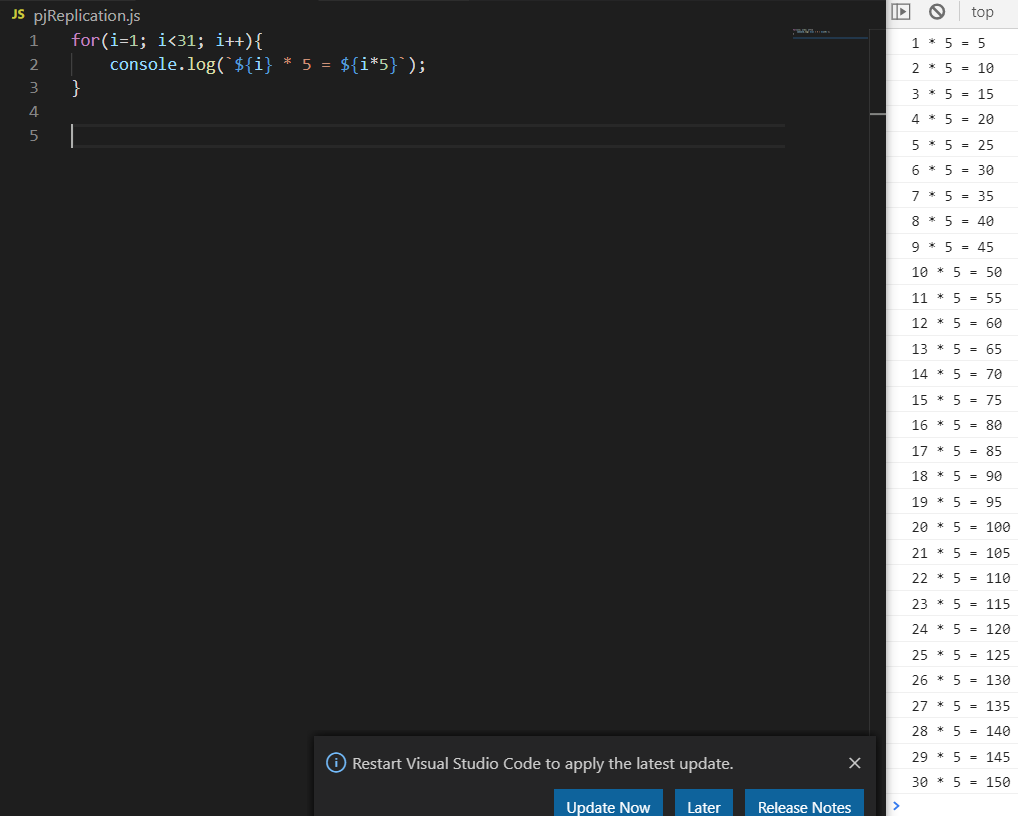 JS pjReplication.js
1 for(i=1; i<31; i++){
2 console.log(`${i} * 5 = ${i*5}`);
3 }
4
5
Restart Visual Studio Code to apply the latest update.
Update Now Later Release Notes
top
1 * 5 = 5
2 * 5 = 10
3 * 5 = 15
4 * 5 = 20
5 * 5 = 25
6 * 5 = 30
7 * 5 = 35
8 * 5 = 40
9 * 5 = 45
10 * 5 = 50
11 * 5 = 55
12 * 5 = 60
13 * 5 = 65
14 * 5 = 70
15 * 5 = 75
16 * 5 = 80
17 * 5 = 85
18 * 5 = 90
19 * 5 = 95
20 * 5 = 100
21 * 5 = 105
22 * 5 = 110
23 * 5 = 115
24 * 5 = 120
25 * 5 = 125
26 * 5 = 130
27 * 5 = 135
28 * 5 = 140
29 * 5 = 145
30 * 5 = 150
>